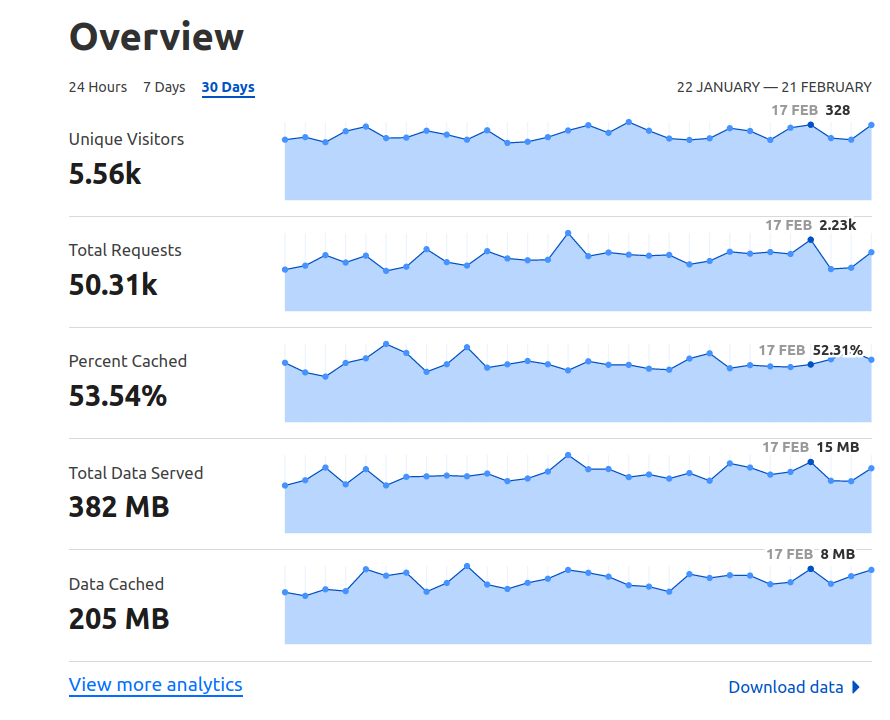 Overview
24 Hours 7 Days 30 Days 22 JANUARY — 21 FEBRUARY
17 FEB 328
Unique Visitors
5.56k
17 FEB 2.23k
Total Requests
50.31k
17 FEB 52.31%
Percent Cached
53.54%
17 FEB 15 MB
Total Data Served
382 MB
17 FEB 8 MB
Data Cached
205 MB
View more analytics Download data